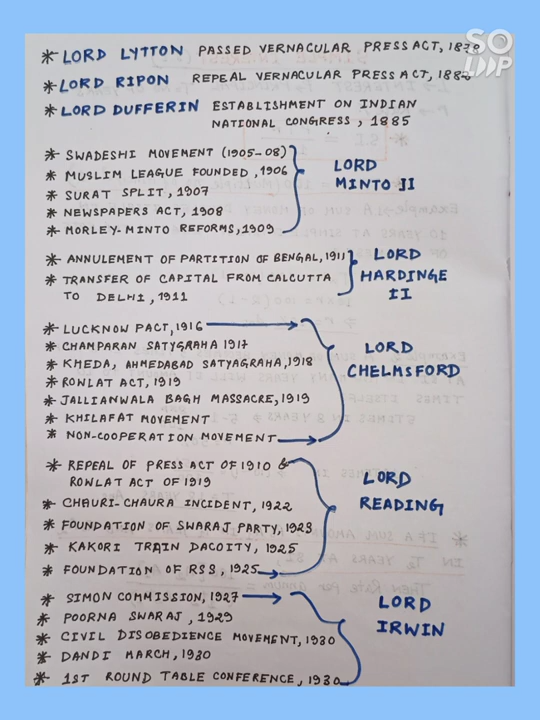 SO
LOP
* LORD LYTTON PASSED VERNACULAR PRESS ACT, 1878
* LORD RIPON REPEAL VERNACULAR PRESS ACT, 1882
* LORD DUFFERIN ESTABLISHMENT ON INDIAN
NATIONAL CONGRESS, 1885
* SWADESHI MOVEMENT (1905-08)
* MUSLIM LEAGUE FOUNDED, 1906
* SURAT SPLIT, 1907
* NEWSPAPERS ACT, 1908
* MORLEY-MINTO REFORMS, 1909
LORD
MINTO II
* ANNULEMENT OF PARTITION OF BENGAL, 1911
* TRANSFER OF CAPITAL FROM CALCUTTA
TO DELHI, 1911
LORD
HARDINGE
II
* LUCKNOW PACT, 1916
* CHAMPARAN SATYGRAHA 1917
* KHEDA, AHMEDABAD SATYAGRAHA, 1918
* ROWLAT ACT, 1919
* JALLIANWALA BAGH MASSACRE, 1919
* KHILAFAT MOVEMENT
* NON-COOPERATION MOVEMENT
LORD
CHELMSFORD
* REPEAL OF PRESS ACT OF 1910 &
ROWLAT ACT OF 1919
* CHAURI-CHAURA INCIDENT, 1922
* FOUNDATION OF SWARAJ PARTY, 1923
* KAKORI TRAIN DACOITY, 1925
* FOUNDATION OF RSS, 1925
LORD
READING
* SIMON COMMISSION, 1927
* POORNA SWARAJ, 1929
* CIVIL DISOBEDIENCE MOVEMENT, 1930
* DANDI MARCH, 1930
* 1ST ROUND TABLE CONFERENCE, 1930
LORD
IRWIN